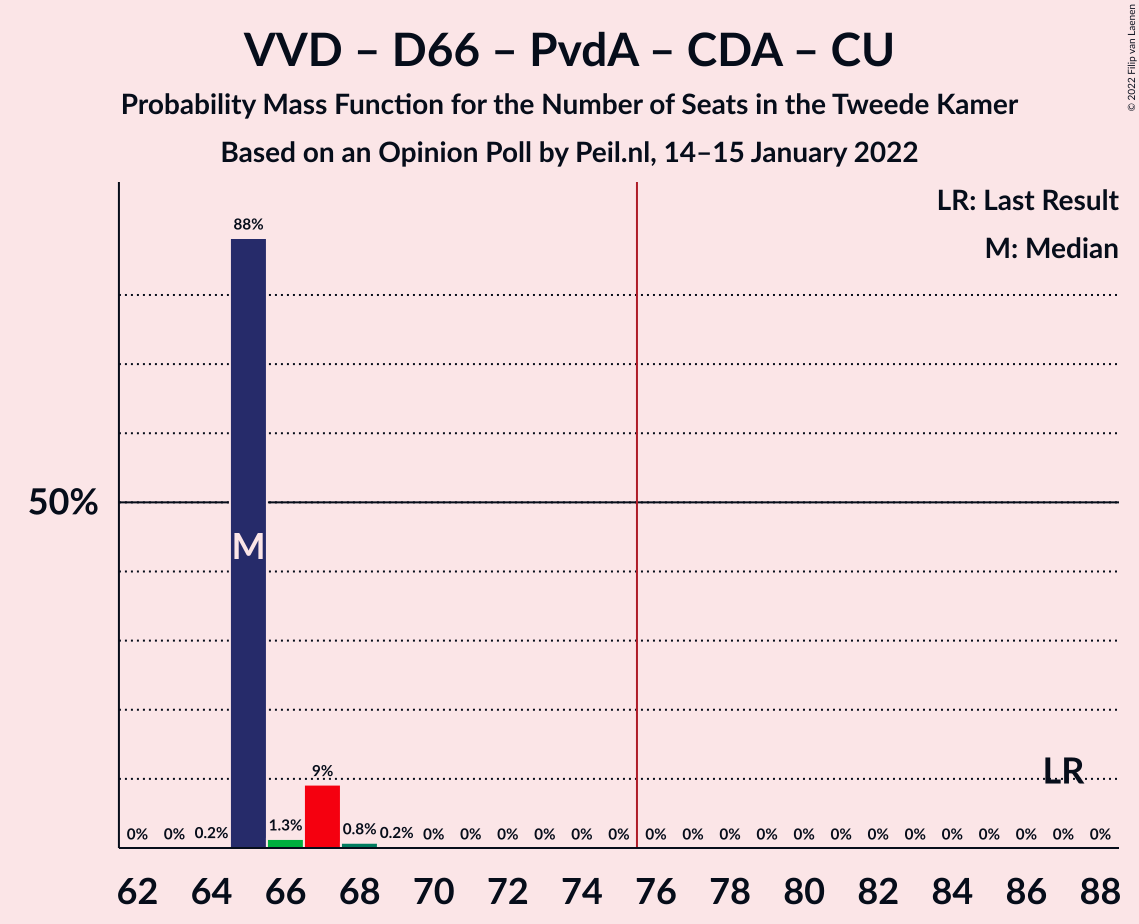 VVD – D66 – PvdA – CDA – CU
Probability Mass Function for the Number of Seats in the Tweede Kamer
Based on an Opinion Poll by Peil.nl, 14–15 January 2022
© 2022 Filip van Laenen
LR: Last Result
M: Median
88%
50%
M
9%
LR
0% 0% 0.2% 1.3% 0.8% 0.2% 0% 0% 0% 0% 0% 0% 0% 0% 0% 0% 0% 0% 0% 0% 0% 0% 0% 0% 0%
62 64 66 68 70 72 74 76 78 80 82 84 86 88